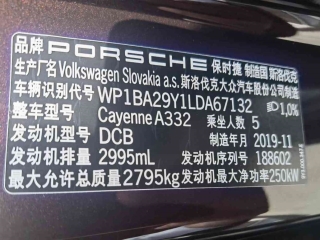 品牌 PORSCHE 保时捷 制造国 斯洛伐克
生产厂名 Volkswagen Slovakia a.s. 斯洛伐克大众汽车股份公司制造
车辆识别代号 WP1BA29Y1LDA67132
整车型号 Cayenne A332 乘坐人数 5 1,0%
发动机型号 DCB 制造年月 2019-11
发动机排量 2995mL 发动机号 188602
最大允许总质量 2795kg 发动机最大净功率 250kW